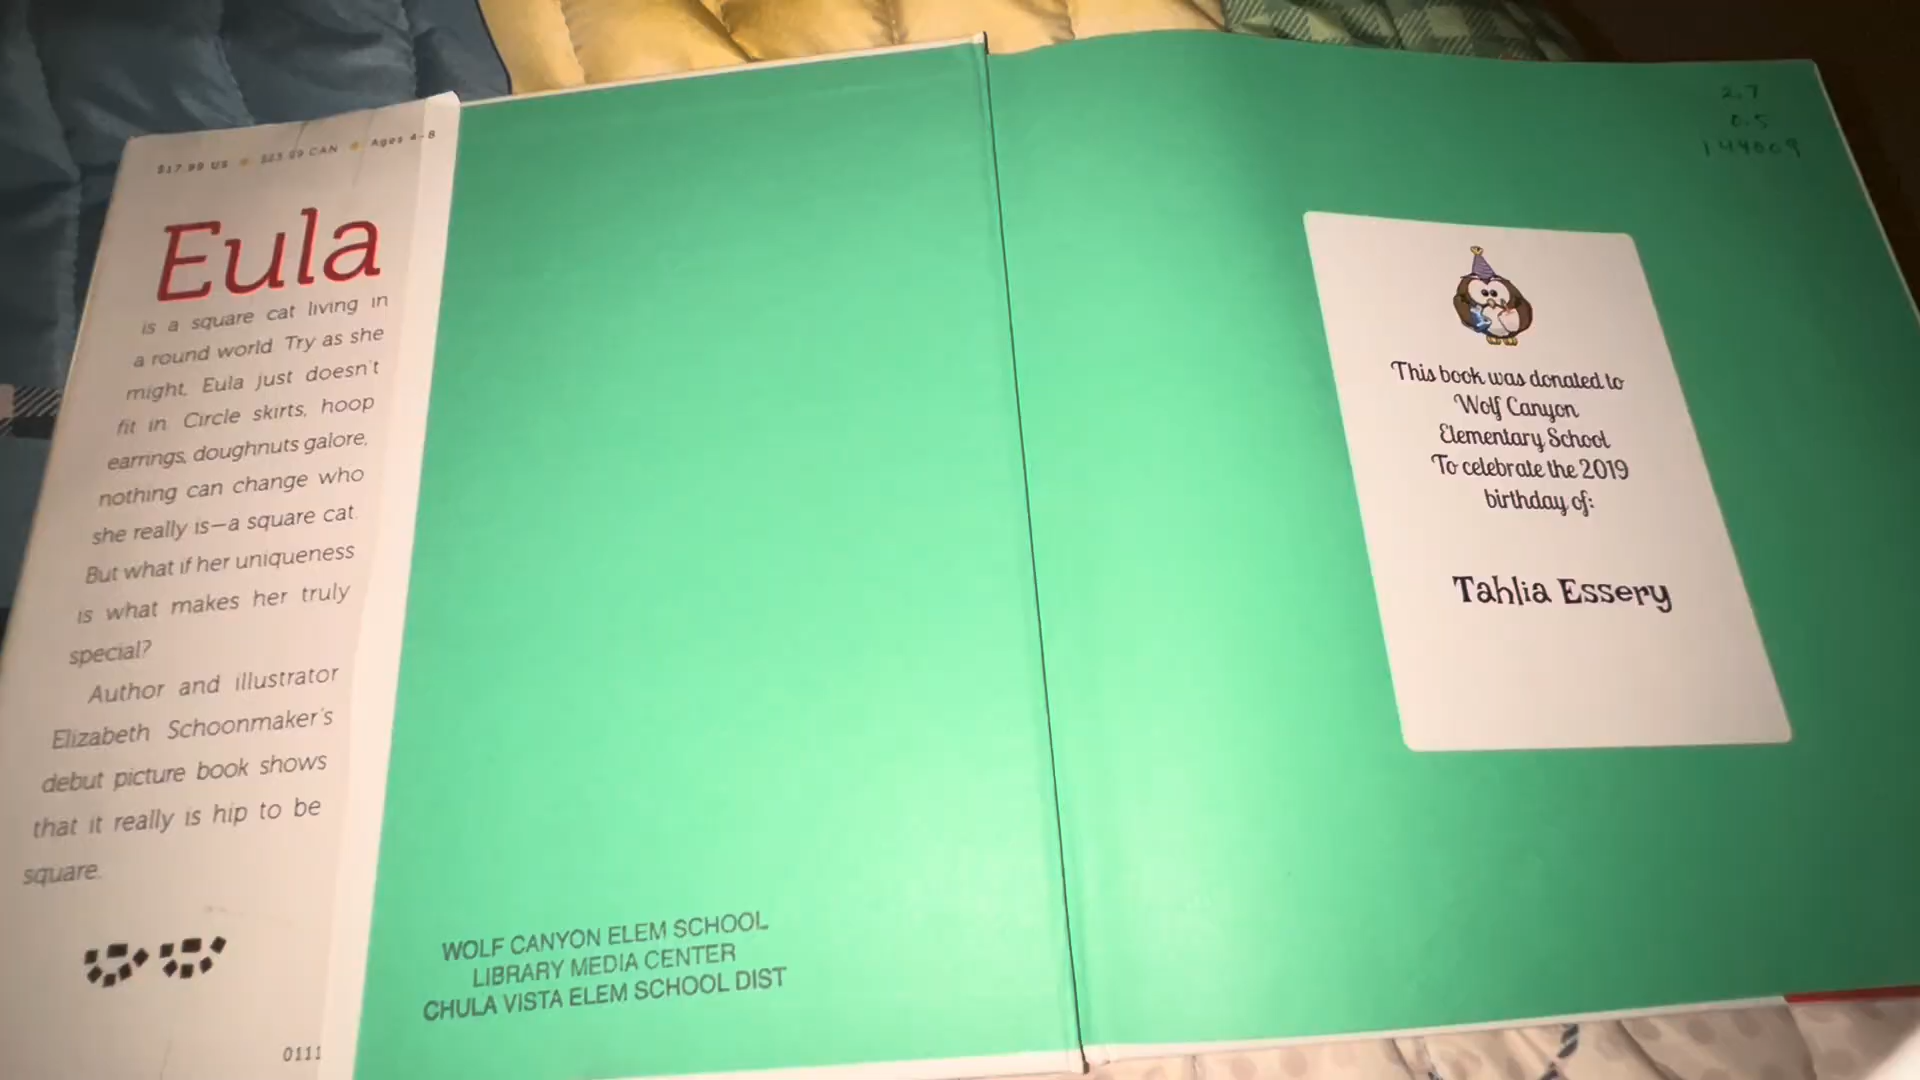 $17.99 US $23.99 CAN Ages 4-8
Eula
is a square cat living in
a round world. Try as she
might, Eula just doesn't
fit in. Circle skirts, hoop
earrings, doughnuts galore,
nothing can change who
she really is—a square cat.
But what if her uniqueness
is what makes her truly
special?
Author and illustrator
Elizabeth Schoonmaker's
debut picture book shows
that it really is hip to be
square.
0111
WOLF CANYON ELEM SCHOOL
LIBRARY MEDIA CENTER
CHULA VISTA ELEM SCHOOL DIST
2.7
0.5
144009
This book was donated to
Wolf Canyon
Elementary School
To celebrate the 2019
birthday of:
Tahlia Essery